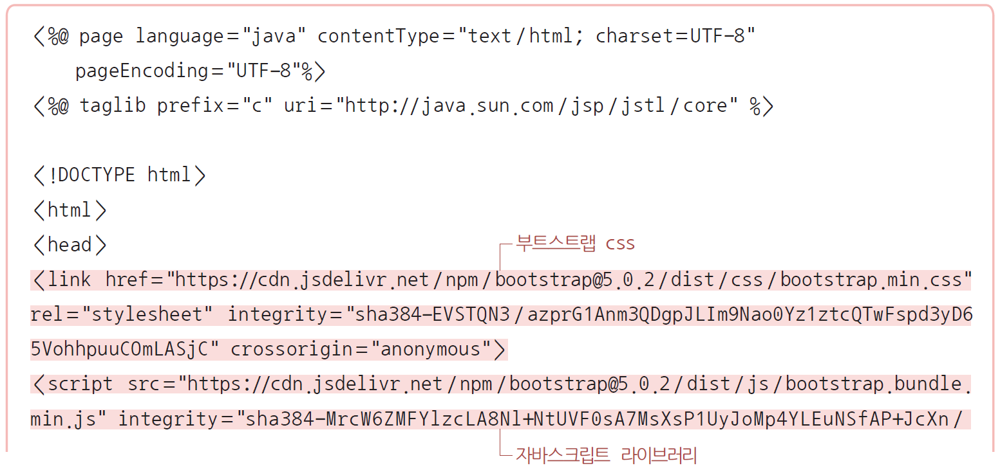 <%@ page language="java" contentType="text/html; charset=UTF-8"
pageEncoding="UTF-8"%>
<%@ taglib prefix="c" uri="http://java.sun.com/jsp/jstl/core" %>
<!DOCTYPE html>
<html>
<head>
부트스트랩 css
<link href="https://cdn.jsdelivr.net/npm/bootstrap@5.0.2/dist/css/bootstrap.min.css"
rel="stylesheet" integrity="sha384-EVSTQN3/azprG1Anm3QDgpJLIm9Nao0Yz1ztcQTwFspd3yD6
5VohhpuuCOmLASjC" crossorigin="anonymous">
<script src="https://cdn.jsdelivr.net/npm/bootstrap@5.0.2/dist/js/bootstrap.bundle.
min.js" integrity="sha384-MrcW6ZMFYlzcLA8Nl+NtUVF0sA7MsXsP1UyJoMp4YLEuNSfAP+JcXn/
자바스크립트 라이브러리